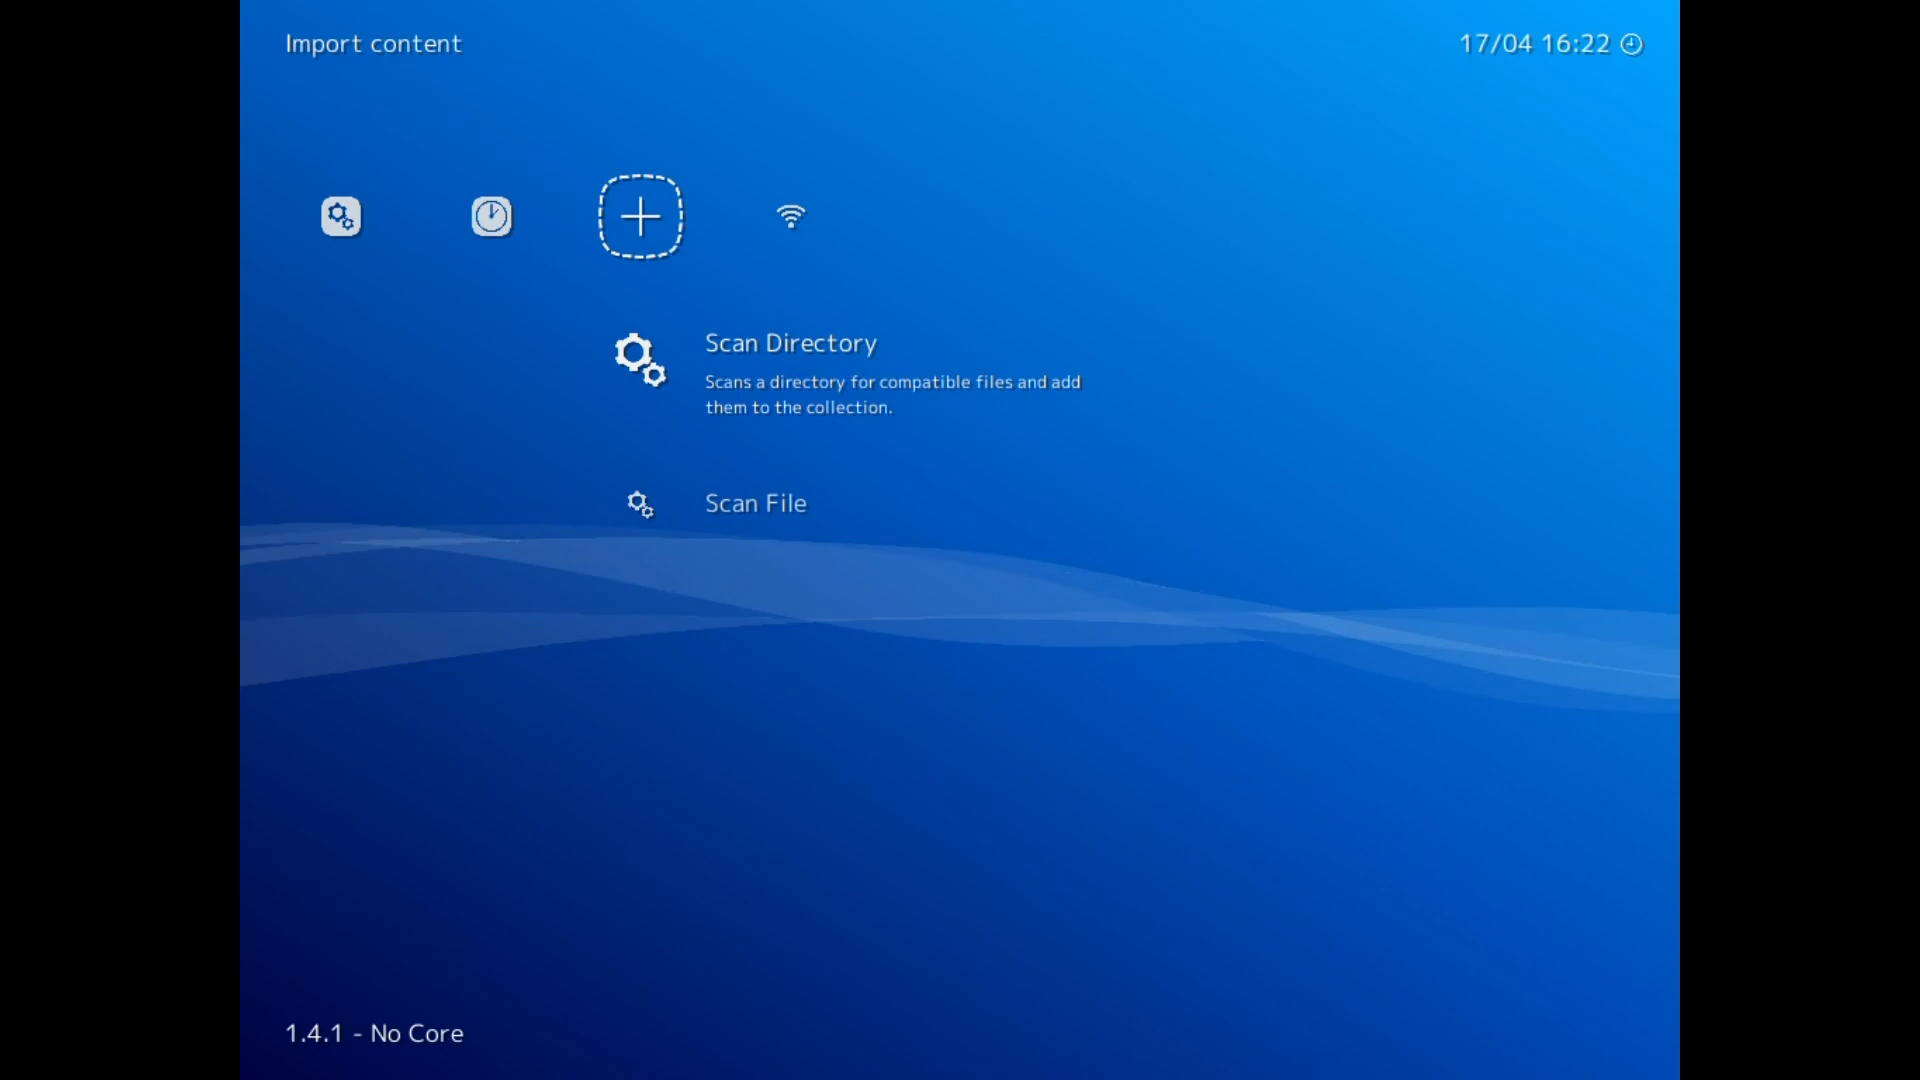 Import content
17/04 16:22
Scan Directory
Scans a directory for compatible files and add
them to the collection.
Scan File
1.4.1 - No Core